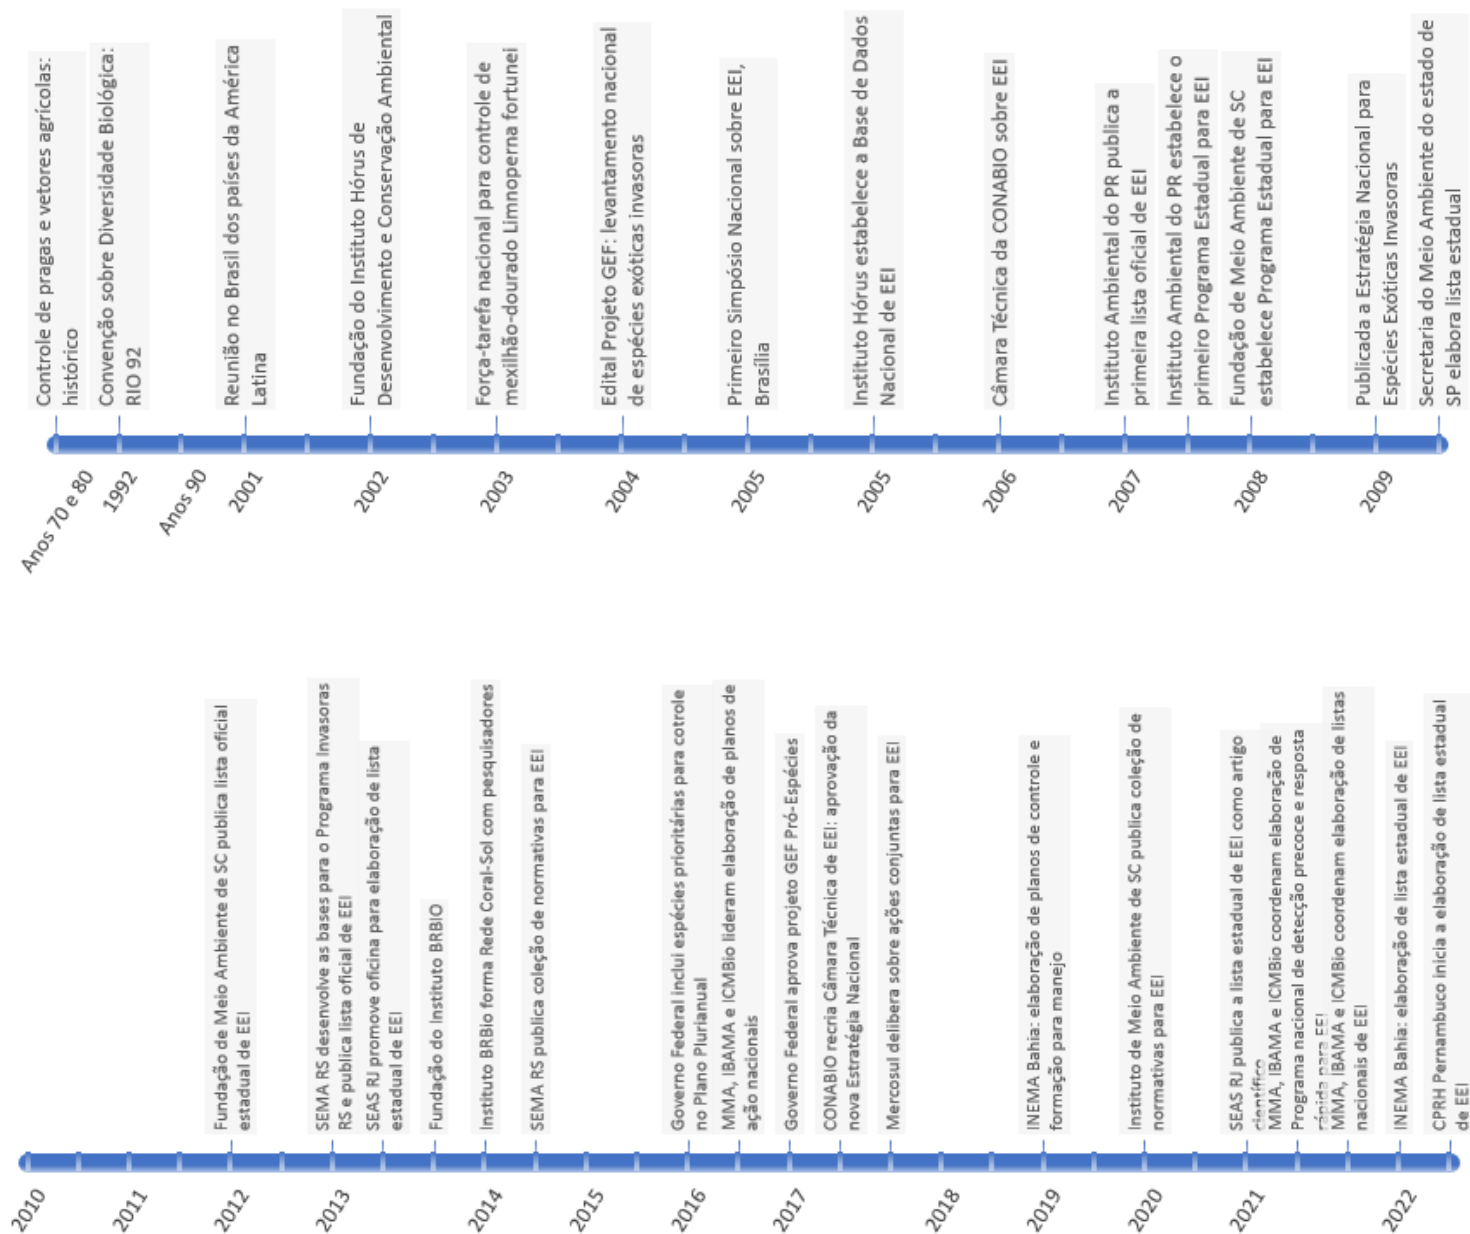 Controle de pragas e vetores agrícolas:
histórico
Convenção sobre Diversidade Biológica:
RIO 92
Reunião no Brasil dos países da América
Latina
Fundação do Instituto Hórus de
Desenvolvimento e Conservação Ambiental
Força-tarefa nacional para controle de
mexilhão-dourado Limnoperna fortunei
Edital Projeto GEF: levantamento nacional
de espécies exóticas invasoras
Primeiro Simpósio Nacional sobre EEI,
Brasília
Instituto Hórus estabelece a Base de Dados
Nacional de EEI
Câmara Técnica da CONABIO sobre EEI
Instituto Ambiental do PR publica a
primeira lista oficial de EEI
Instituto Ambiental do PR estabelece o
primeiro Programa Estadual para EEI
Fundação de Meio Ambiente de SC
estabelece Programa Estadual para EEI
Publicada a Estratégia Nacional para
Espécies Exóticas Invasoras
Secretaria do Meio Ambiente do estado de
SP elabora lista estadual
Anos 70 e 80
1992
Anos 90
2001
2002
2003
2004
2005
2005
2006
2007
2008
2009
Fundação de Meio Ambiente de SC publica lista oficial
estadual de EEI
SEMA RS desenvolve as bases para o Programa Invasoras
RS e publica lista oficial de EEI
SEAS RJ promove oficina para elaboração de lista
estadual de EEI
Fundação do Instituto BRBIO
Instituto BRBio forma Rede Coral-Sol com pesquisadores
SEMA RS publica coleção de normativas para EEI
Governo Federal inclui espécies prioritárias para cotrole
no Plano Plurianual
MMA, IBAMA e ICMBio lideram elaboração de planos de
ação nacionais
Governo Federal aprova projeto GEF Pró-Espécies
CONABIO recria Câmara Técnica de EEI: aprovação da
nova Estratégia Nacional
Mercosul delibera sobre ações conjuntas para EEI
INEMA Bahia: elaboração de planos de controle e
formação para manejo
Instituto de Meio Ambiente de SC publica coleção de
normativas para EEI
SEAS RJ publica a lista estadual de EEI como artigo
científico
MMA, IBAMA e ICMBio coordenam elaboração de
Programa nacional de detecção precoce e resposta
rápida para EEI
MMA, IBAMA e ICMBio coordenam elaboração de listas
nacionais de EEI
INEMA Bahia: elaboração de lista estadual de EEI
CPRH Pernambuco inicia a elaboração de lista estadual
de EEI
2010
2011
2012
2013
2014
2015
2016
2017
2018
2019
2020
2021
2022